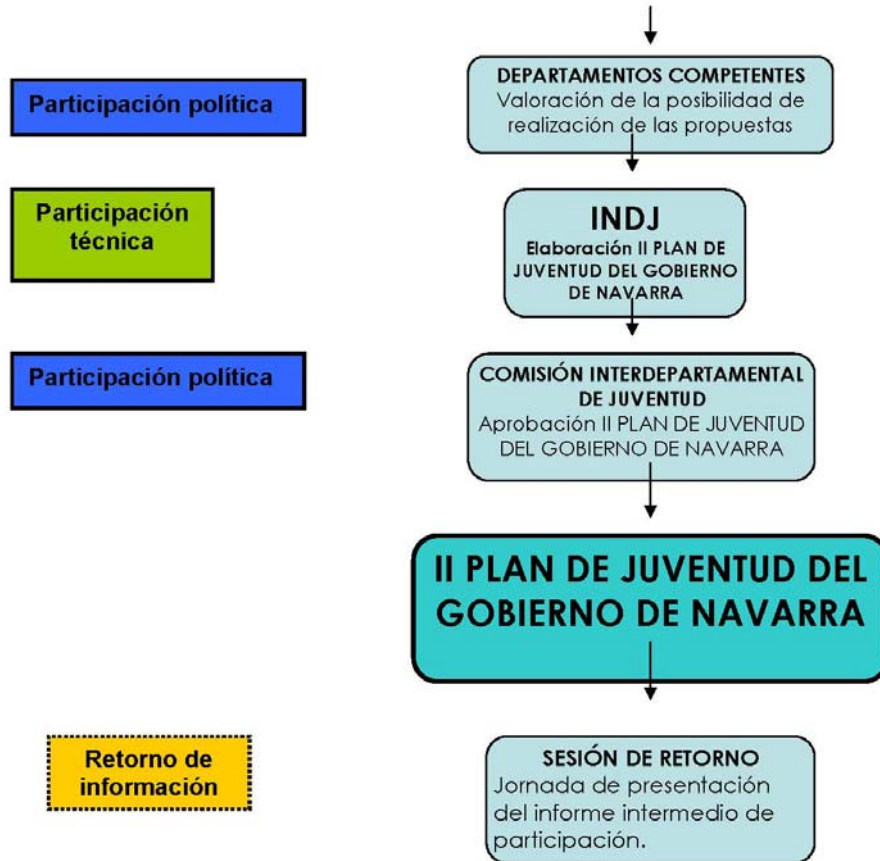 Participación política
DEPARTAMENTOS COMPETENTES
Valoración de la posibilidad de
realización de las propuestas
Participación
técnica
INDJ
Elaboración II PLAN DE
JUVENTUD DEL GOBIERNO
DE NAVARRA
Participación política
COMISIÓN INTERDEPARTAMENTAL
DE JUVENTUD
Aprobación II PLAN DE JUVENTUD
DEL GOBIERNO DE NAVARRA
II PLAN DE JUVENTUD DEL
GOBIERNO DE NAVARRA
Retorno de
información
SESIÓN DE RETORNO
Jornada de presentación
del informe intermedio de
participación.